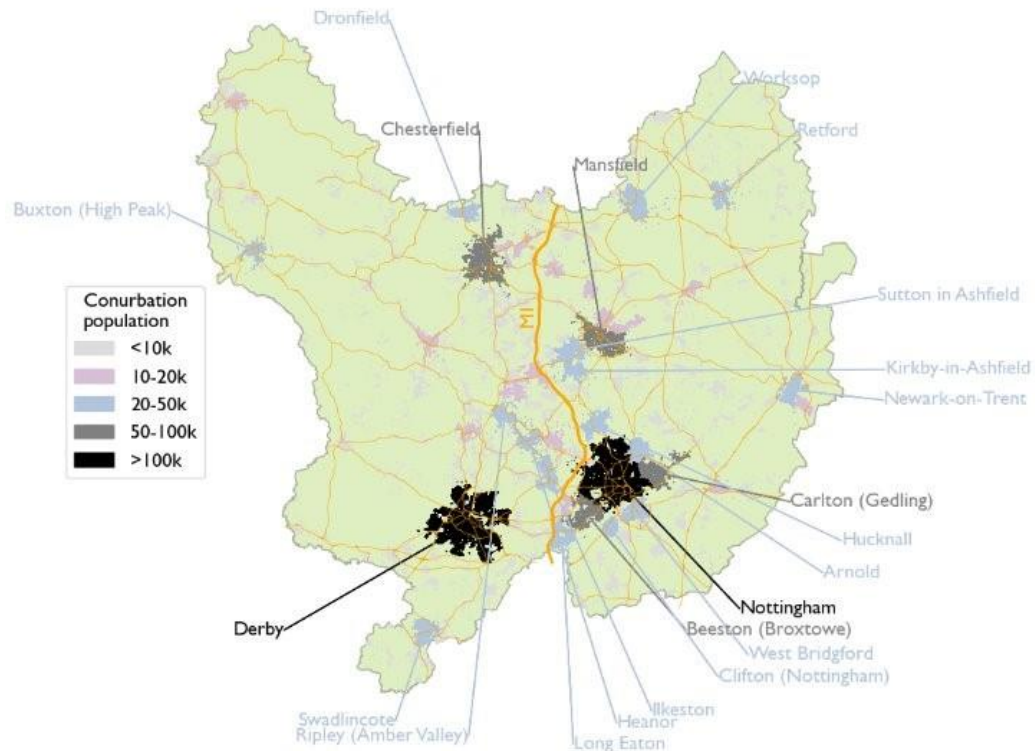 Dronfield
Worksop
Chesterfield
Retford
Mansfield
Buxton (High Peak)
Conurbation
population
<10k
10-20k
20-50k
50-100k
>100k
M1
Sutton in Ashfield
Kirkby-in-Ashfield
Newark-on-Trent
Carlton (Gedling)
Hucknall
Arnold
Nottingham
Derby
Beeston (Broxtowe)
West Bridgford
Clifton (Nottingham)
Ilkeston
Swadlincote
Heanor
Ripley (Amber Valley)
Long Eaton